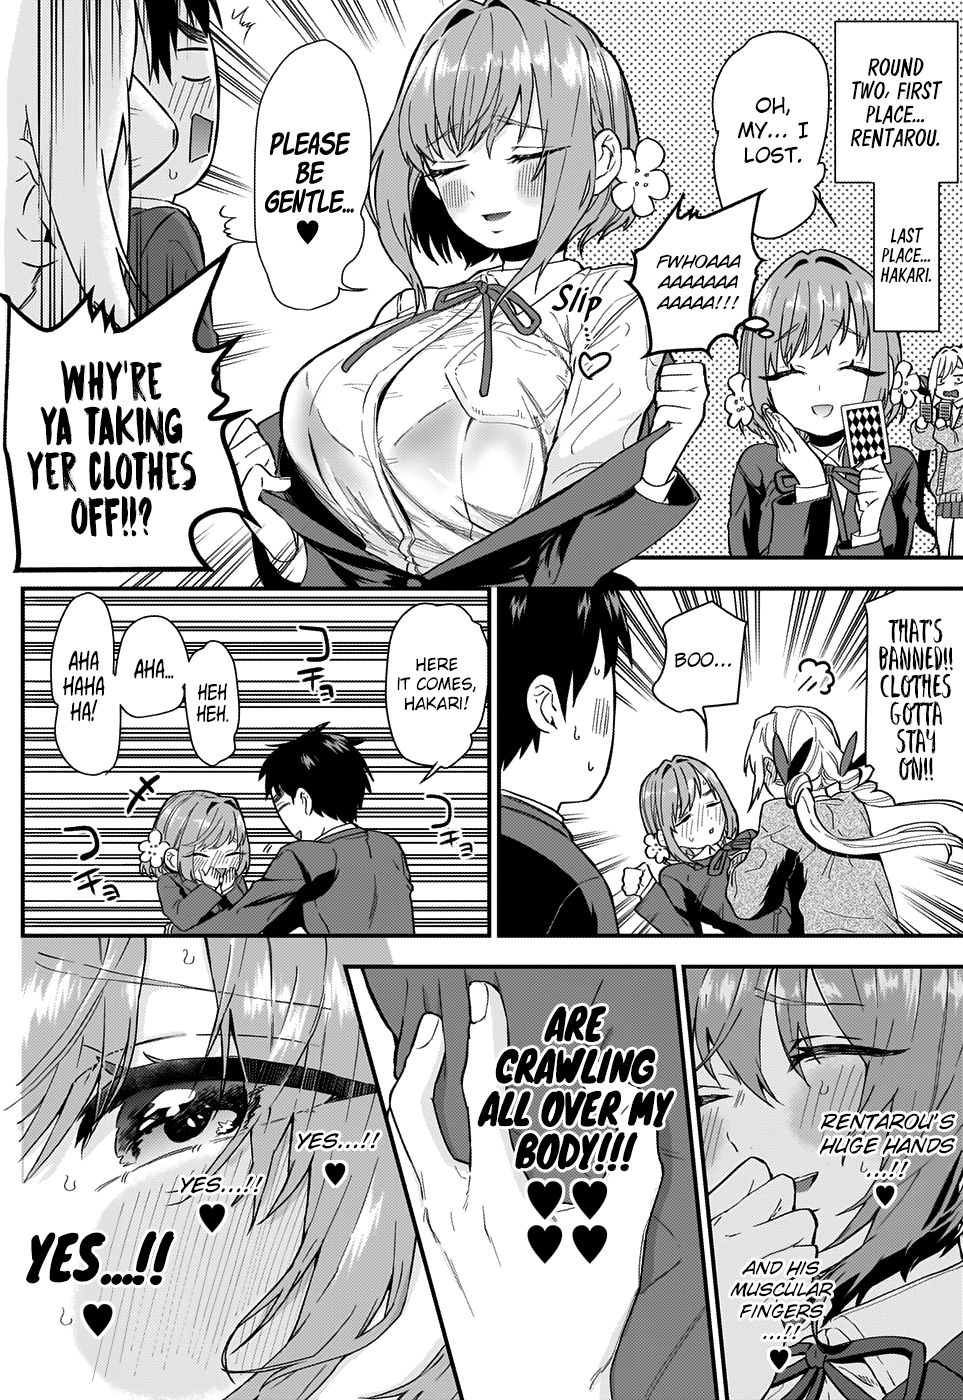 ROUND
TWO, FIRST
PLACE...
RENTAROU.
LAST
PLACE...
HAKARI.
OH,
MY... I
LOST.
FWHOAAA
AAAAAAA
AAAAA!!!
Slip
PLEASE
BE
GENTLE...
♥
WHY'RE
YA TAKING
YER CLOTHES
OFF!!?
THAT'S
BANNED!!
CLOTHES
GOTTA
STAY
ON!!
BOO...
HERE
IT COMES,
HAKARI!
コチョ
コチョ
コチョ
HEH
HEH.
AHA...
AHA
HAHA
HA!
RENTAROU'S
HUGE HANDS
...!!
♥
AND HIS
MUSCULAR
FINGERS
...!!
♥
ARE
CRAWLING
ALL OVER MY
BODY!!!
♥♥
♥♥
YES...!!
♥
YES...!!
♥
YES...!!
♥